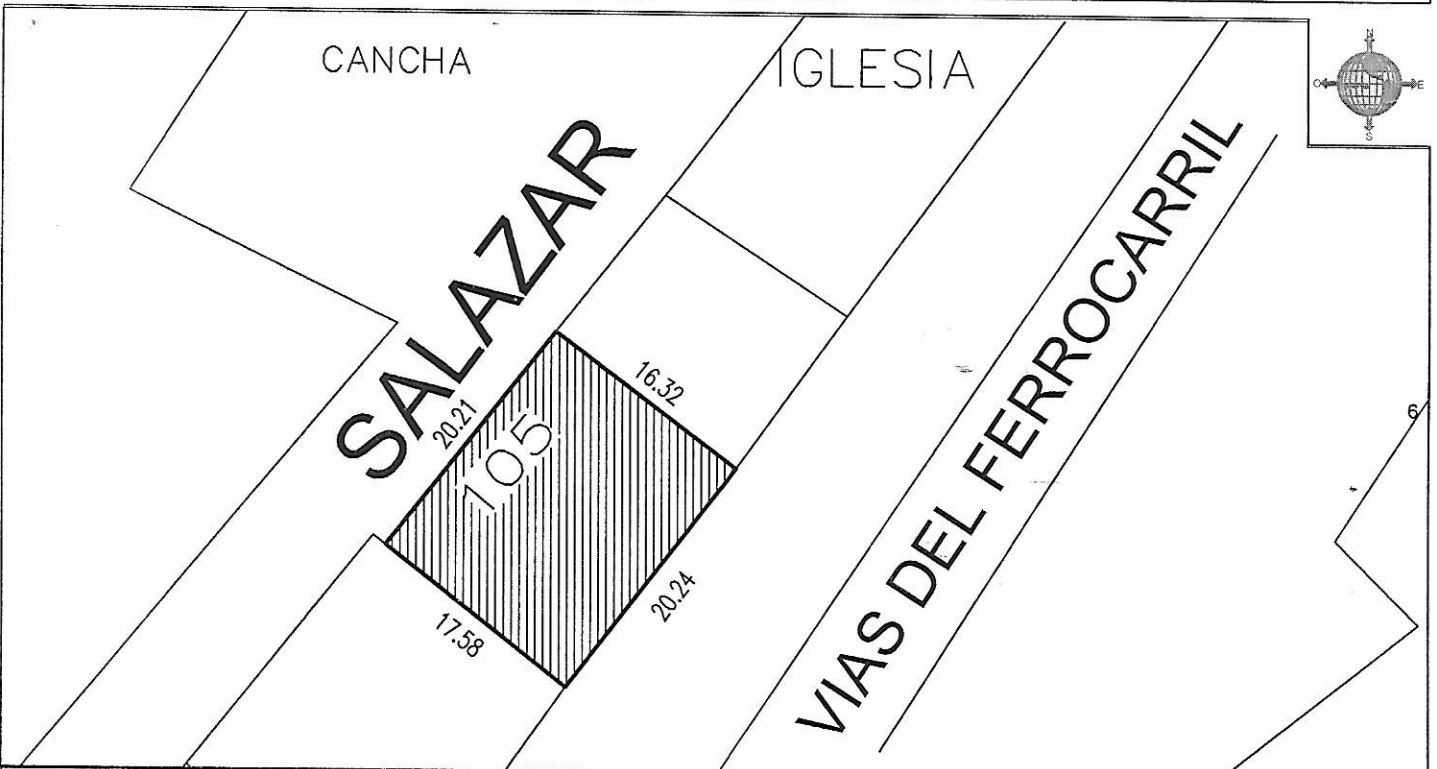 CANCHA
IGLESIA
N
O
E
S
SALAZAR
VIAS DEL FERROCARRIL
16.32
20.21
105
6
20.24
17.58